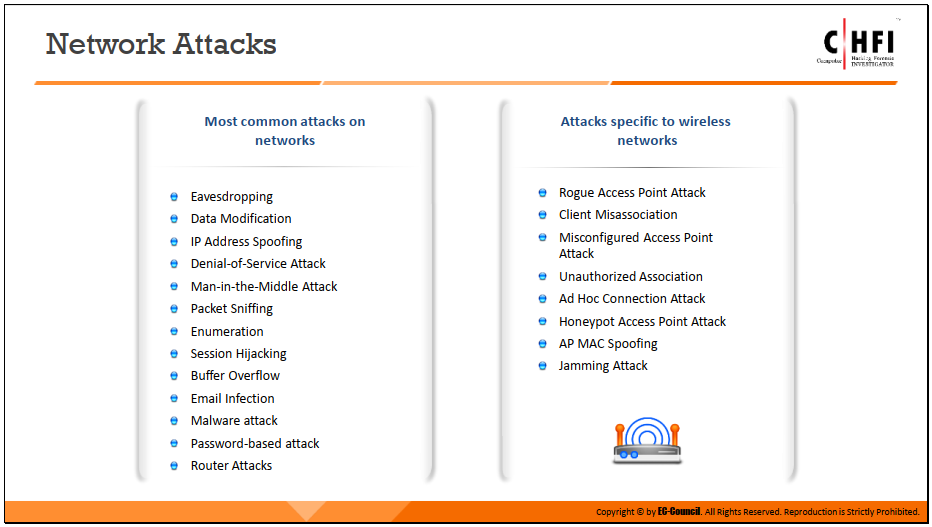 Network Attacks
CHFI
Computer Hacking Forensic
INVESTIGATOR
Most common attacks on
networks
Eavesdropping
Data Modification
IP Address Spoofing
Denial-of-Service Attack
Man-in-the-Middle Attack
Packet Sniffing
Enumeration
Session Hijacking
Buffer Overflow
Email Infection
Malware attack
Password-based attack
Router Attacks
Attacks specific to wireless
networks
Rogue Access Point Attack
Client Misassociation
Misconfigured Access Point
Attack
Unauthorized Association
Ad Hoc Connection Attack
Honeypot Access Point Attack
AP MAC Spoofing
Jamming Attack
Copyright © by EC-Council. All Rights Reserved. Reproduction is Strictly Prohibited.